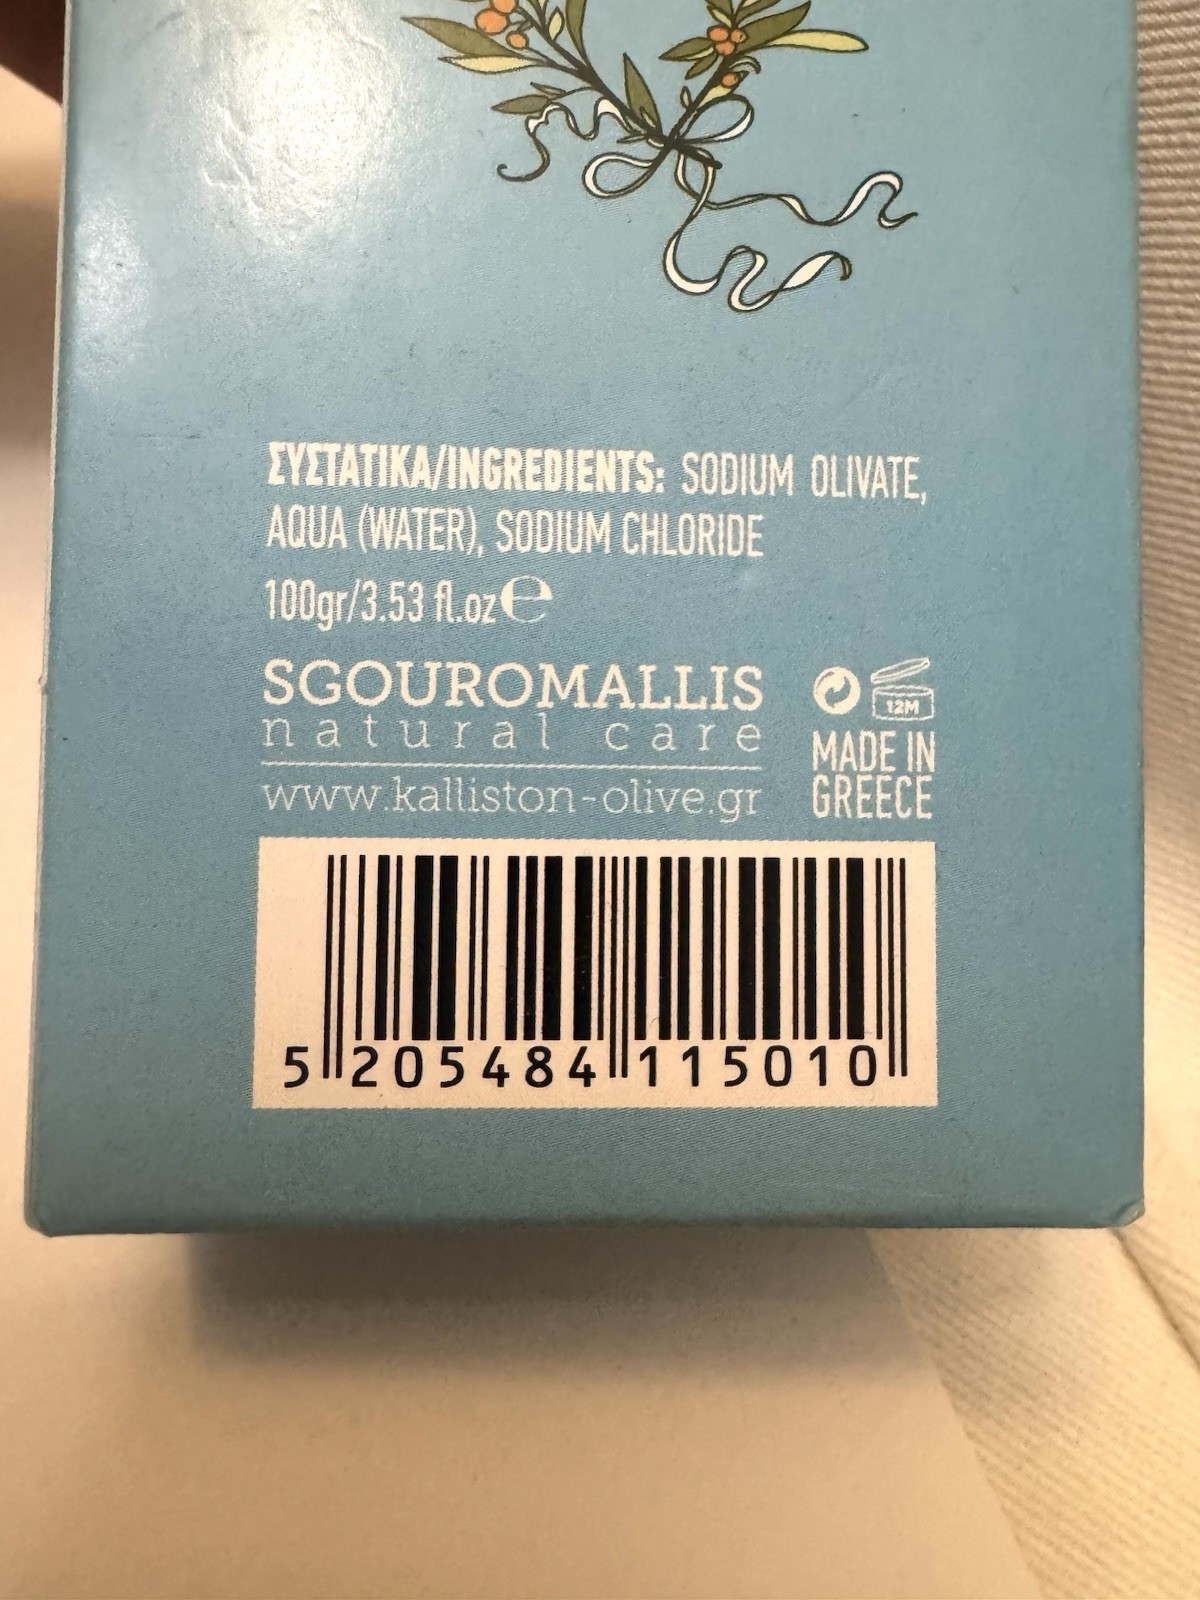 ΣΥΣΤΑΤΙΚΑ/INGREDIENTS: SODIUM OLIVATE,
AQUA (WATER), SODIUM CHLORIDE
100gr/3.53 fl.oz ℮
SGOUROMALLIS
natural care
www.kalliston-olive.gr
12M
MADE IN
GREECE
5 205484 115010